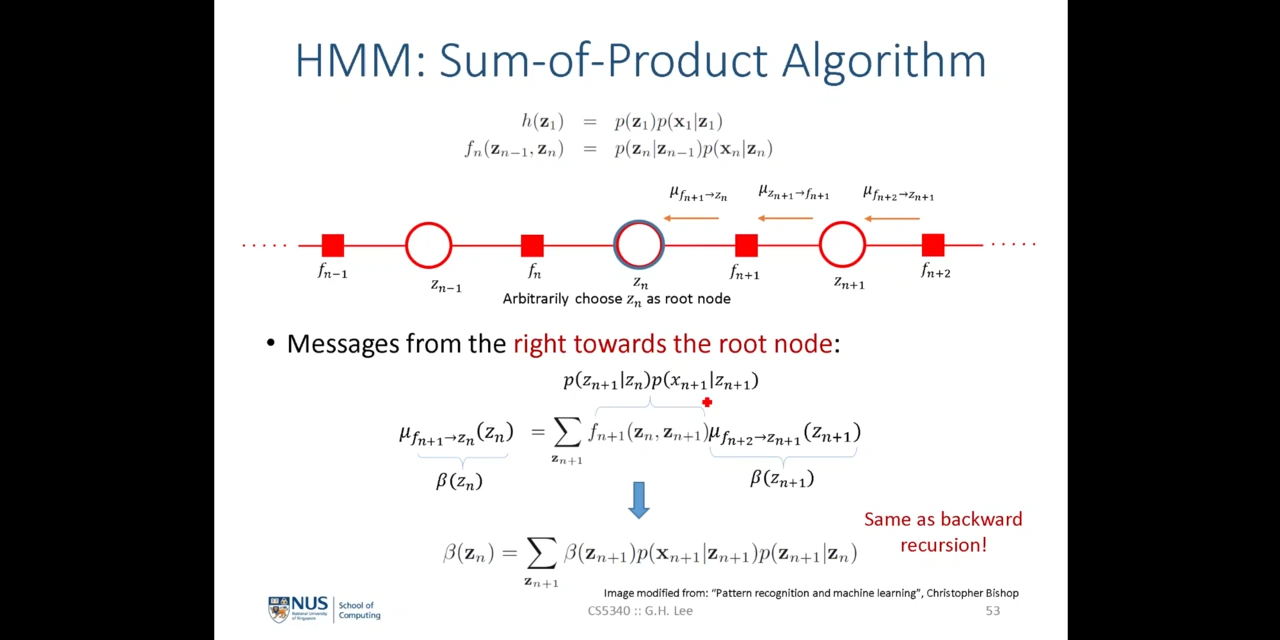 HMM: Sum-of-Product Algorithm
h(z₁) = p(z₁)p(x₁|z₁)
fₙ(zₙ₋₁, zₙ) = p(zₙ|zₙ₋₁)p(xₙ|zₙ)
μ_{fₙ₊₁→zₙ} μ_{zₙ₊₁→fₙ₊₁} μ_{fₙ₊₂→zₙ₊₁}
..... .....
fₙ₋₁ zₙ₋₁ fₙ zₙ fₙ₊₁ zₙ₊₁ fₙ₊₂
Arbitrarily choose zₙ as root node
• Messages from the right towards the root node:
p(zₙ₊₁|zₙ)p(xₙ₊₁|zₙ₊₁)
μ_{fₙ₊₁→zₙ}(zₙ) = ∑_{zₙ₊₁} fₙ₊₁(zₙ, zₙ₊₁)μ_{fₙ₊₂→zₙ₊₁}(zₙ₊₁)
β(zₙ) β(zₙ₊₁)
Same as backward
recursion!
β(zₙ) = ∑_{zₙ₊₁} β(zₙ₊₁)p(xₙ₊₁|zₙ₊₁)p(zₙ₊₁|zₙ)
Image modified from: "Pattern recognition and machine learning", Christopher Bishop
NUS
National University
of Singapore
School of
Computing
CS5340 :: G.H. Lee
53